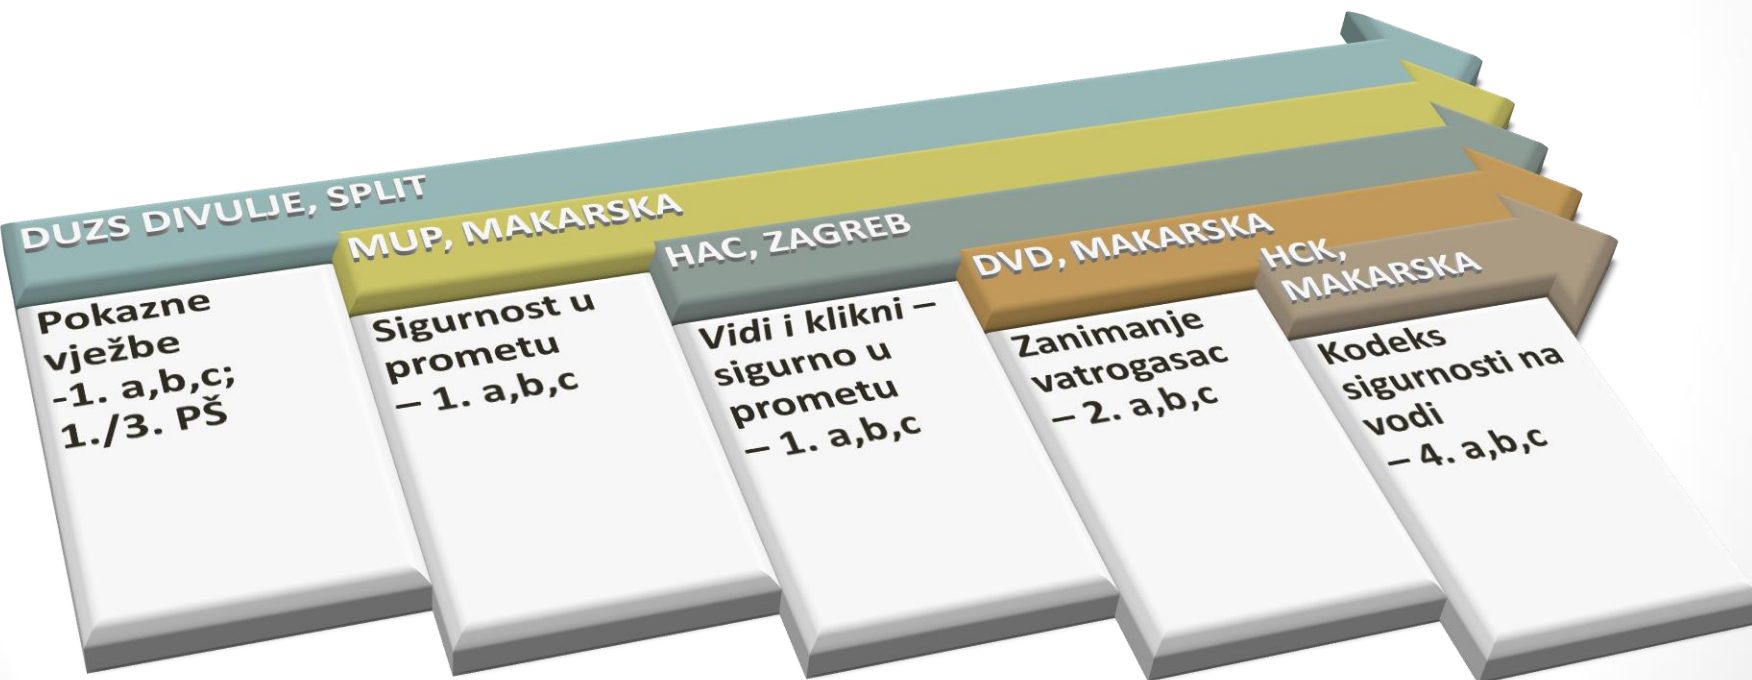 DUZS DIVULJE, SPLIT
Pokazne
vježbe
-1. a,b,c;
1./3. PŠ
MUP, MAKARSKA
Sigurnost u
prometu
– 1. a,b,c
HAC, ZAGREB
Vidi i klikni –
sigurno u
prometu
– 1. a,b,c
DVD, MAKARSKA
Zanimanje
vatrogasac
– 2. a,b,c
HCK,
MAKARSKA
Kodeks
sigurnosti na
vodi
– 4. a,b,c